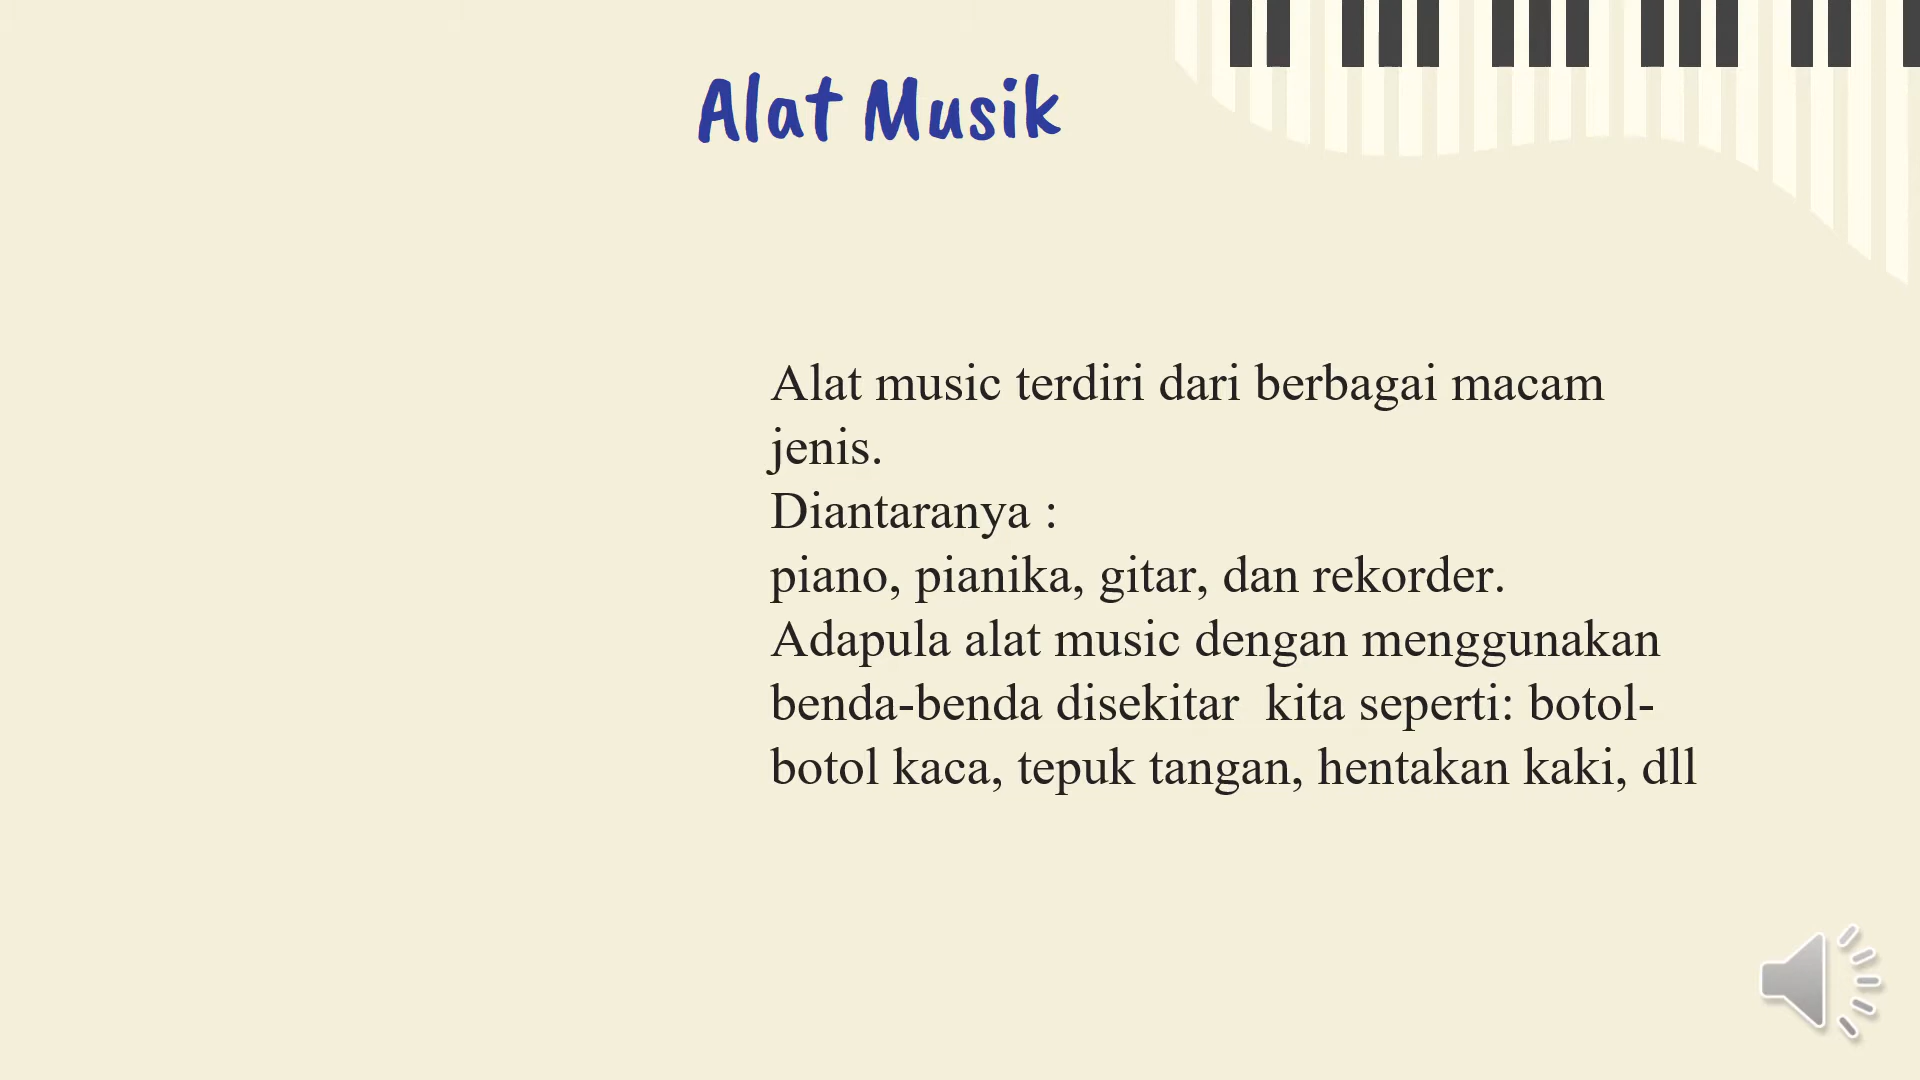 Alat Musik
Alat music terdiri dari berbagai macam
jenis.
Diantaranya :
piano, pianika, gitar, dan rekorder.
Adapula alat music dengan menggunakan
benda-benda disekitar  kita seperti: botol-
botol kaca, tepuk tangan, hentakan kaki, dll